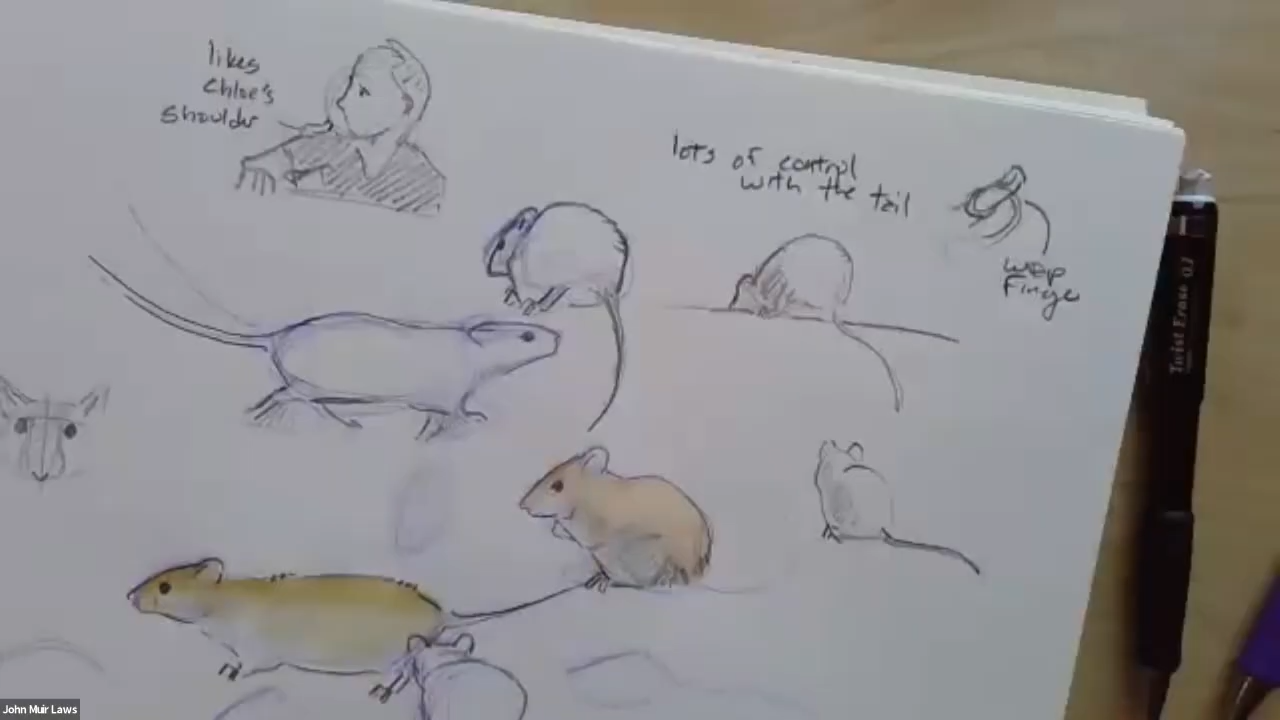 likes
Chloe's
shoulder
lots of control
with the tail
wrap
finger
Twist Erase 0.7
John Muir Laws